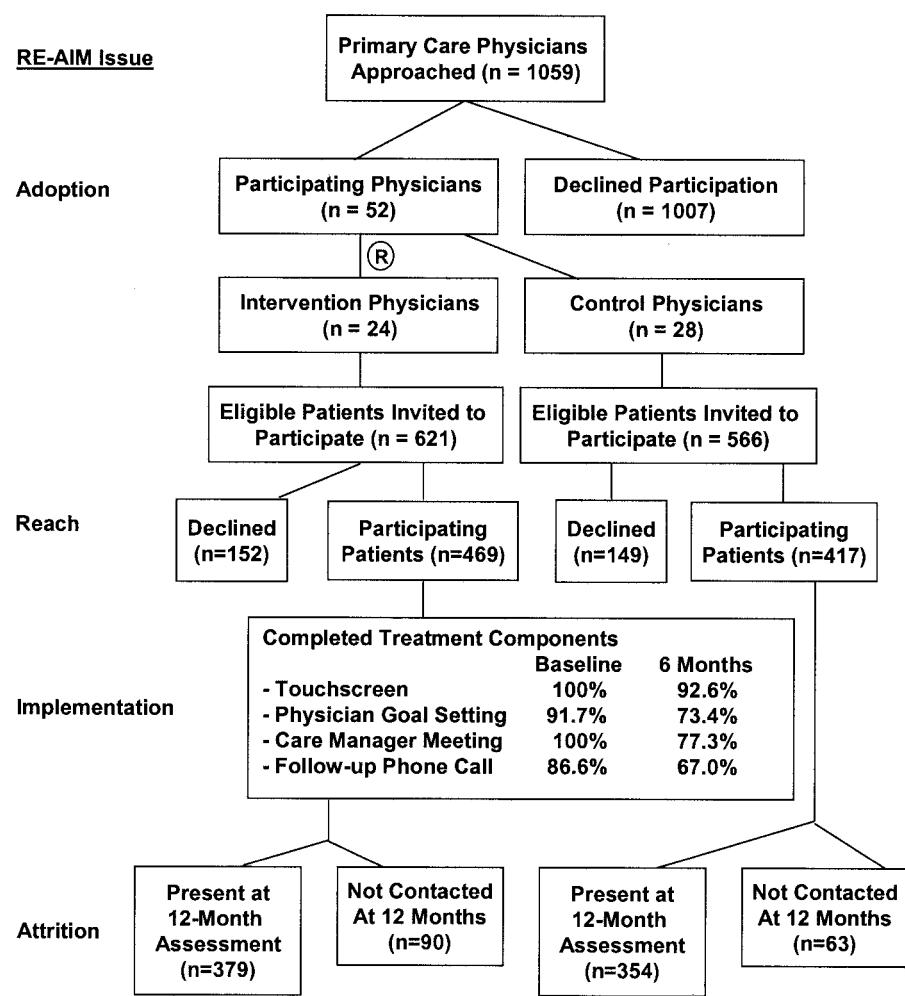 RE-AIM Issue
Primary Care Physicians
Approached (n = 1059)
Adoption
Participating Physicians
(n = 52)
Declined Participation
(n = 1007)
R
Intervention Physicians
(n = 24)
Control Physicians
(n = 28)
Eligible Patients Invited to
Participate (n = 621)
Eligible Patients Invited to
Participate (n = 566)
Reach
Declined
(n=152)
Participating
Patients (n=469)
Declined
(n=149)
Participating
Patients (n=417)
Implementation
Completed Treatment Components
Baseline 6 Months
- Touchscreen 100% 92.6%
- Physician Goal Setting 91.7% 73.4%
- Care Manager Meeting 100% 77.3%
- Follow-up Phone Call 86.6% 67.0%
Attrition
Present at
12-Month
Assessment
(n=379)
Not Contacted
At 12 Months
(n=90)
Present at
12-Month
Assessment
(n=354)
Not Contacted
At 12 Months
(n=63)